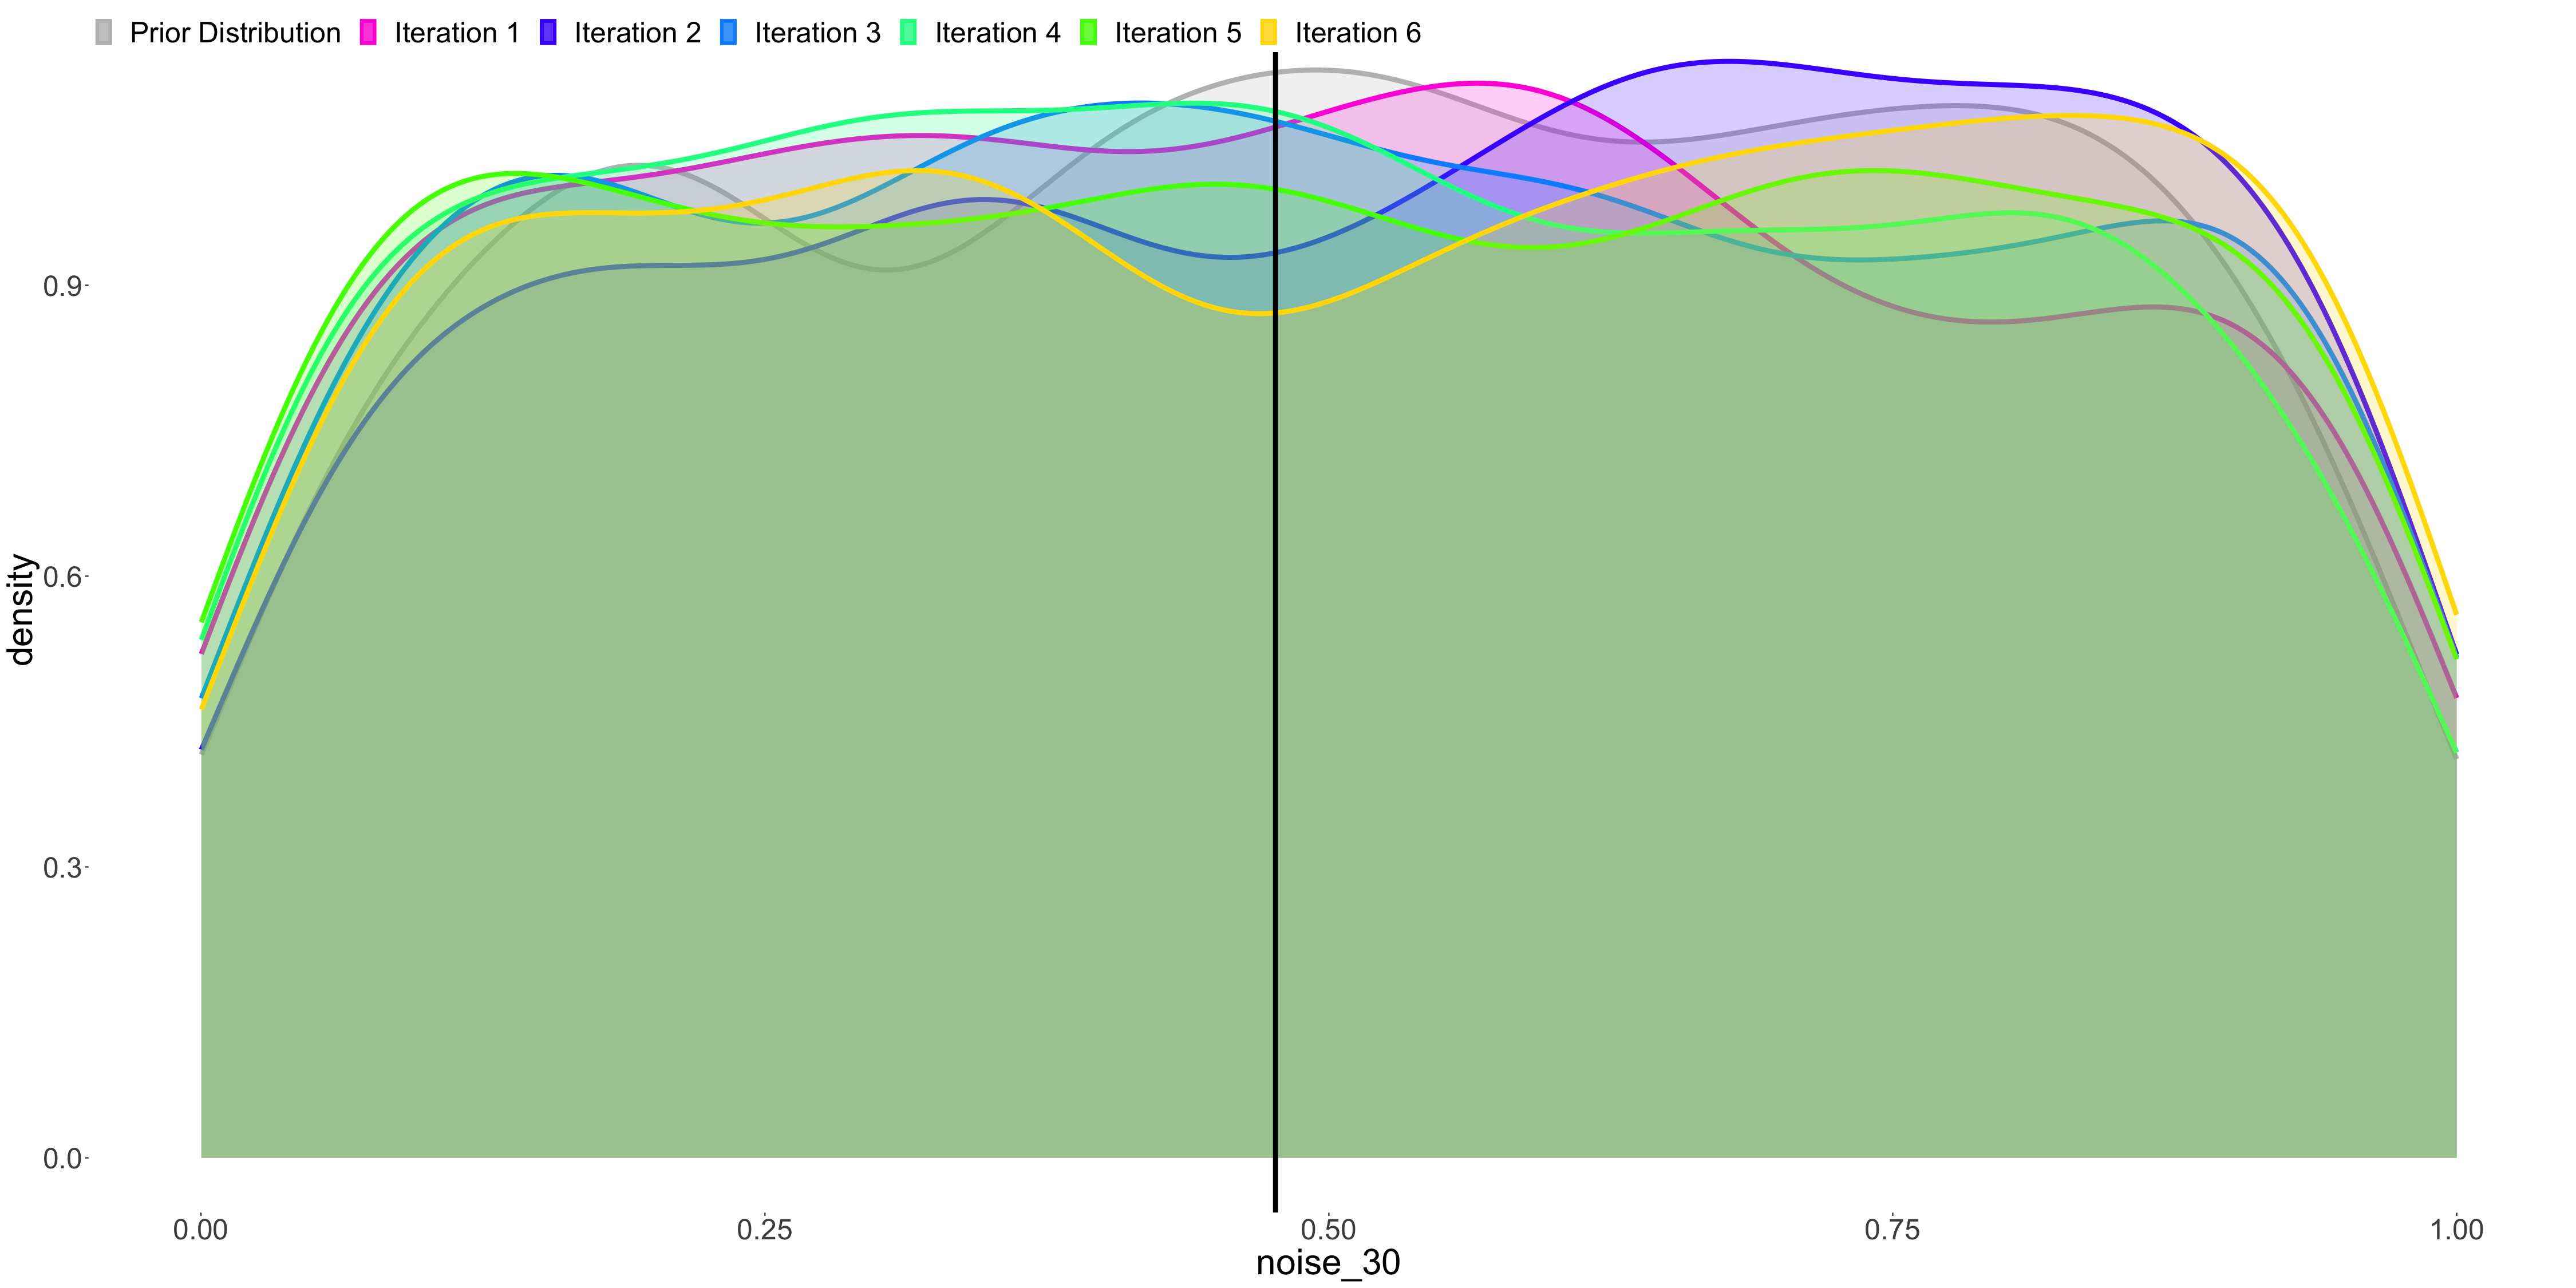 Prior Distribution Iteration 1 Iteration 2 Iteration 3 Iteration 4 Iteration 5 Iteration 6
density
0.9
0.6
0.3
0.0
0.00 0.25 0.50 0.75 1.00
noise_30